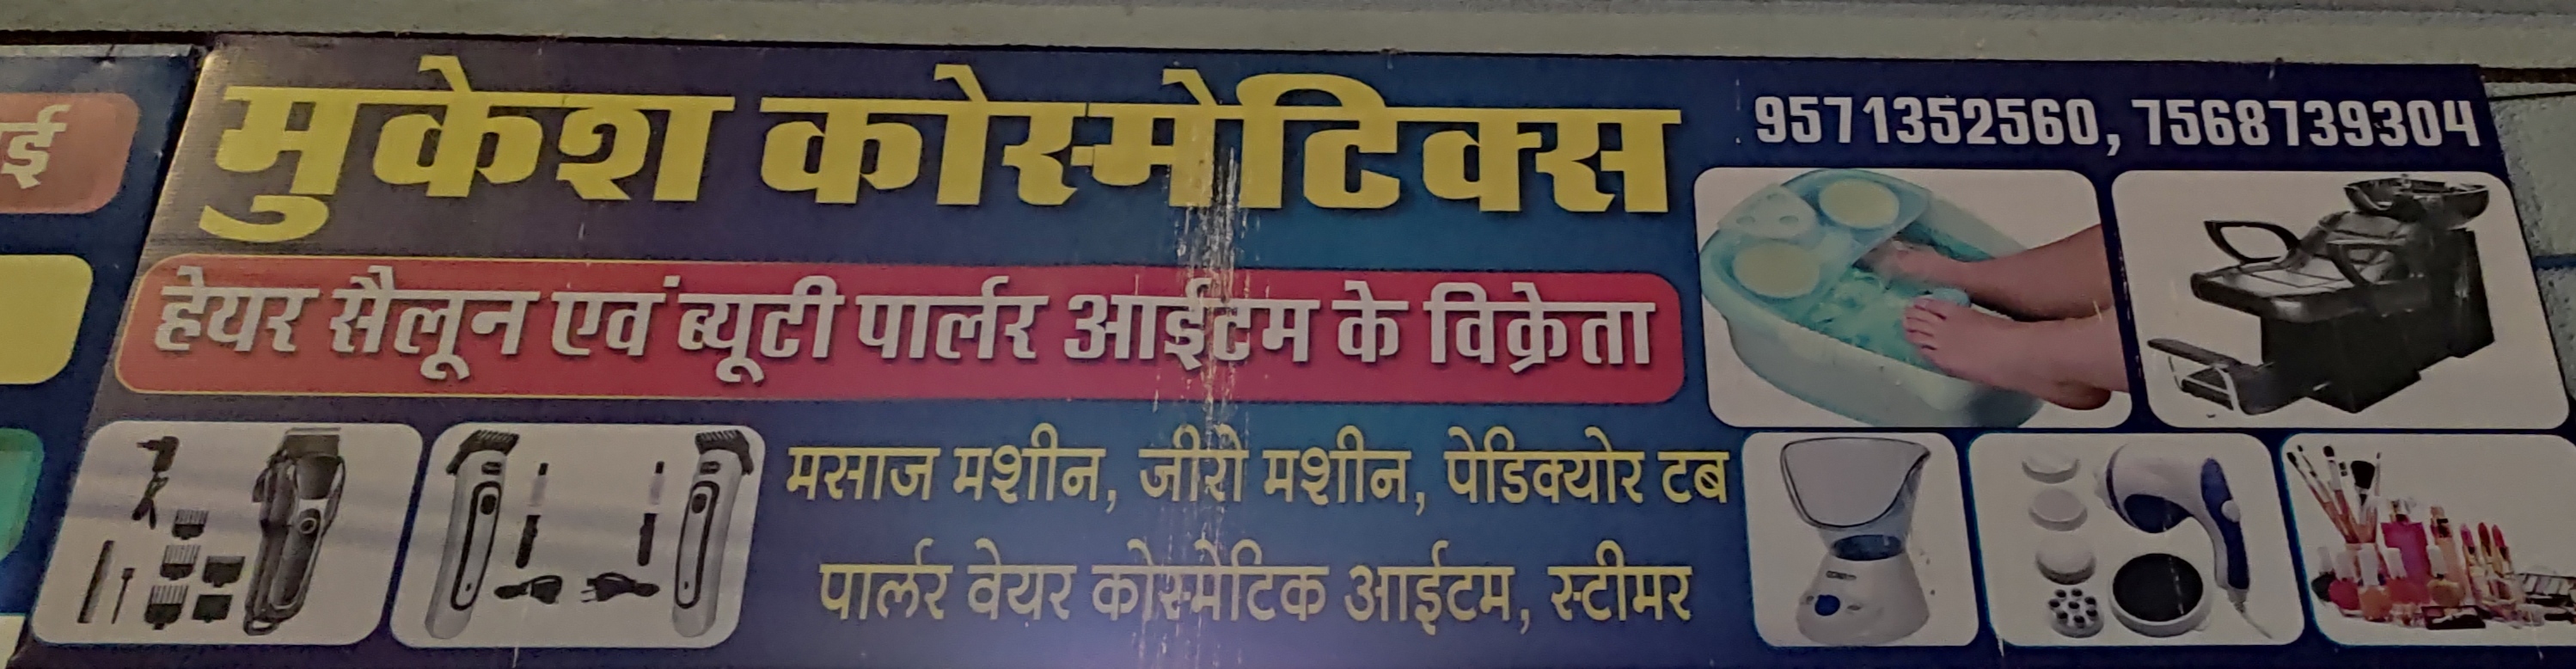 मुकेश कोस्मेटिक्स
9571352560, 7568739304
हेयर सैलून एवं ब्यूटी पार्लर आईटम के विक्रेता
मसाज मशीन, जीरो मशीन, पेडिक्योर टब
पार्लर वेयर कोस्मेटिक आईटम, स्टीमर